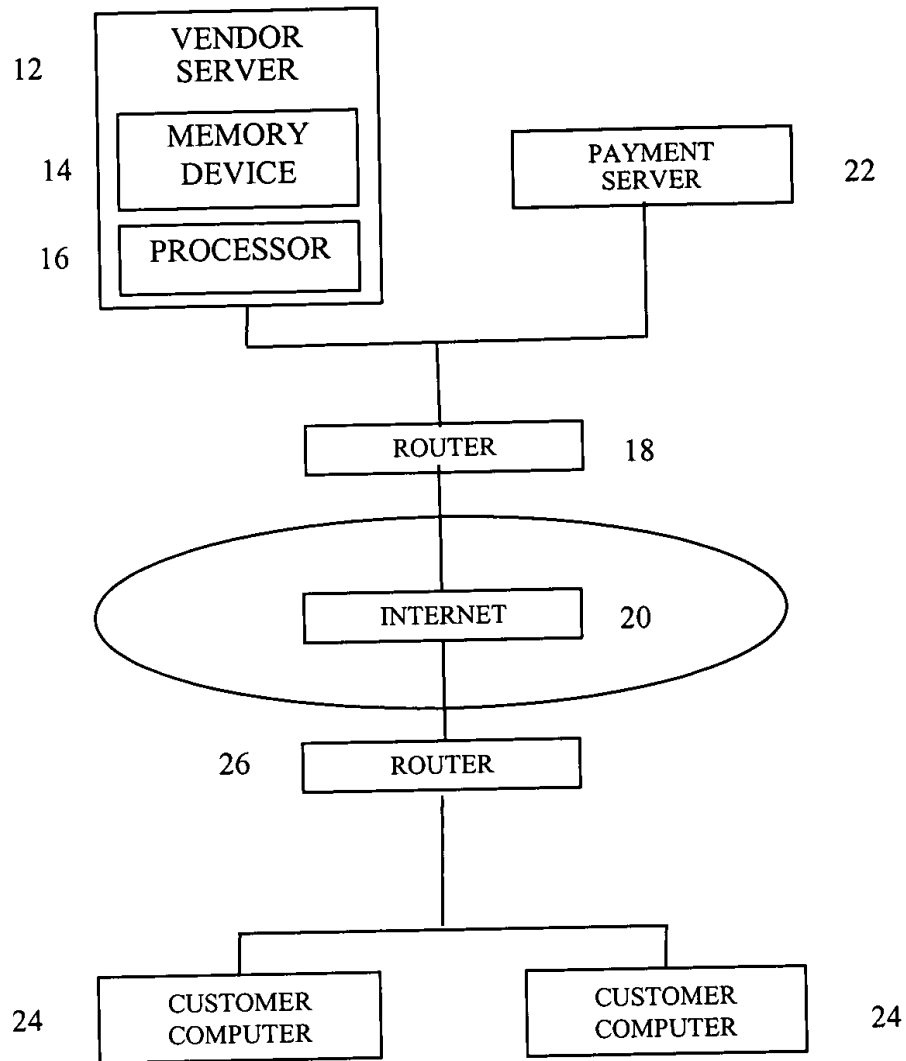 VENDOR
SERVER
12
MEMORY
DEVICE
14
PROCESSOR
16
PAYMENT
SERVER
22
ROUTER
18
INTERNET
20
26
ROUTER
24
CUSTOMER
COMPUTER
CUSTOMER
COMPUTER
24